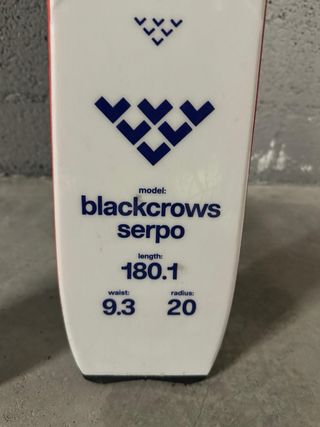 model:
blackcrows
serpo
length:
180.1
waist: radius:
9.3 20